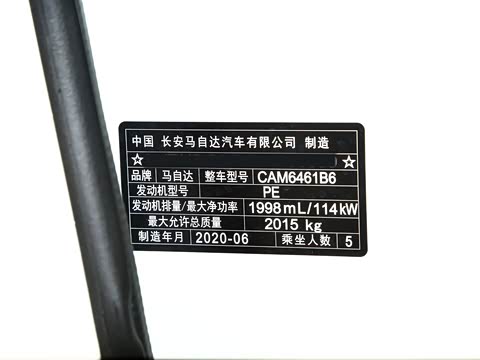 中国 长安马自达汽车有限公司 制造
☆ ☆
品牌 马自达 整车型号 CAM6461B6
发动机型号 PE
发动机排量/最大净功率 1998mL/114kW
最大允许总质量 2015 kg
制造年月 2020-06 乘坐人数 5